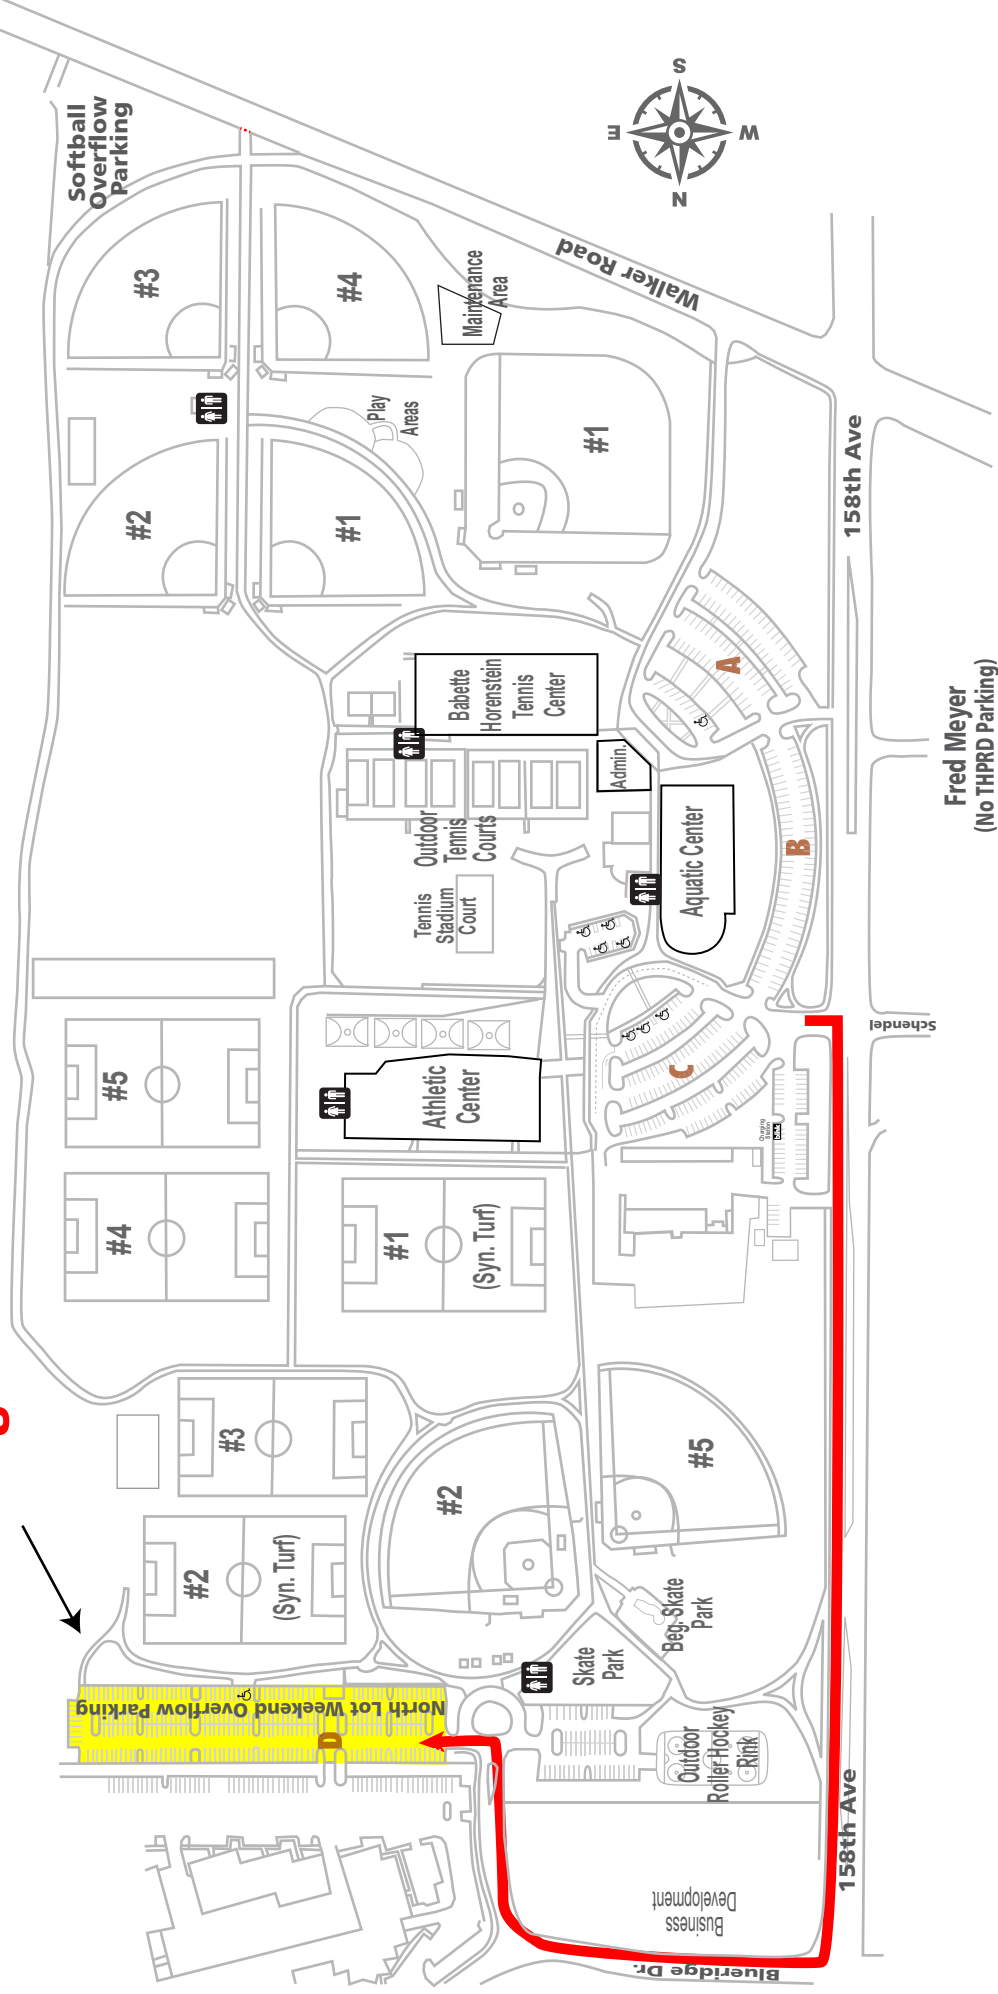 S
E
W
N
Softball
Overflow
Parking
#3
#4
Walker Road
Maintenance
Area
Play
Areas
#2
#1
#1
158th Ave
Babette
Horenstein
Tennis
Center
A
Admin.
Fred Meyer
(No THPRD Parking)
Outdoor
Tennis
Courts
B
Aquatic Center
Tennis
Stadium
Court
Schendel
#5
Athletic
Center
C
Charging
Station
#4
#1
(Syn. Turf)
#3
#2
#5
#2
(Syn. Turf)
Beg. Skate
Park
Skate
Park
North Lot Weekend Overflow Parking
D
Outdoor
Roller Hockey
Rink
158th Ave
Business
Development
Blueridge Dr.